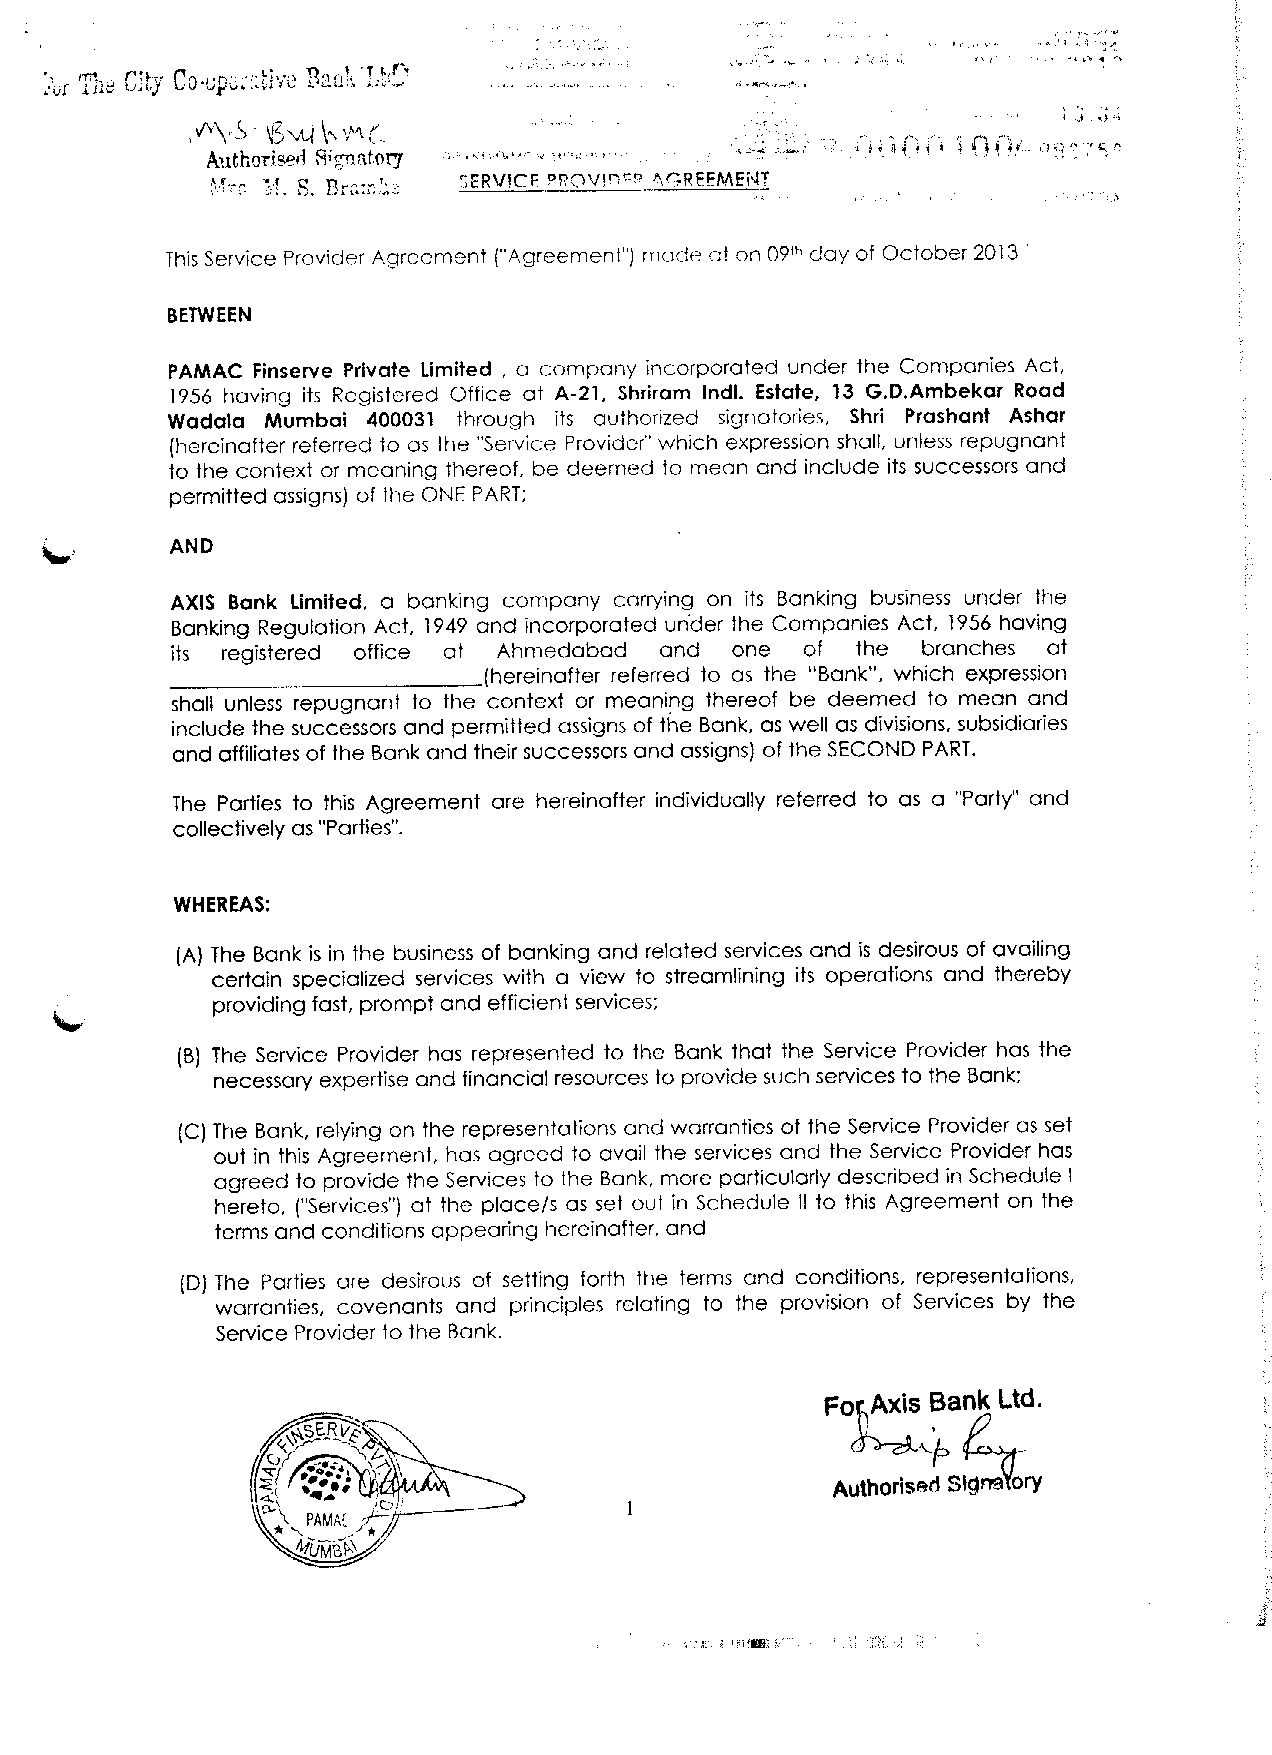 For The City Co-operative Bank Ltd
Authorised Signatory
Mrs M. S.
SERVICE PROVIDER AGREEMENT
This Service Provider Agreement ("Agreement") made at on 09th day of October 2013
BETWEEN
PAMAC Finserve Private Limited , a company incorporated under the Companies Act,
1956 having its Registered Office at A-21, Shriram Indl. Estate, 13 G.D.Ambekar Road
Wadala Mumbai 400031 through its authorized signatories, Shri Prashant Ashar
(hereinafter referred to as the "Service Provider" which expression shall, unless repugnant
to the context or meaning thereof, be deemed to mean and include its successors and
permitted assigns) of the ONE PART;
AND
AXIS Bank Limited, a banking company carrying on its Banking business under the
Banking Regulation Act, 1949 and incorporated under the Companies Act, 1956 having
its registered office at Ahmedabad and one of the branches at
____________________________(hereinafter referred to as the "Bank", which expression
shall unless repugnant to the context or meaning thereof be deemed to mean and
include the successors and permitted assigns of the Bank, as well as divisions, subsidiaries
and affiliates of the Bank and their successors and assigns) of the SECOND PART.
The Parties to this Agreement are hereinafter individually referred to as a "Party" and
collectively as "Parties".
WHEREAS:
(A) The Bank is in the business of banking and related services and is desirous of availing
certain specialized services with a view to streamlining its operations and thereby
providing fast, prompt and efficient services;
(B) The Service Provider has represented to the Bank that the Service Provider has the
necessary expertise and financial resources to provide such services to the Bank;
(C) The Bank, relying on the representations and warranties of the Service Provider as set
out in this Agreement, has agreed to avail the services and the Service Provider has
agreed to provide the Services to the Bank, more particularly described in Schedule I
hereto, ("Services") at the place/s as set out in Schedule II to this Agreement on the
terms and conditions appearing hereinafter, and
(D) The Parties are desirous of setting forth the terms and conditions, representations,
warranties, covenants and principles relating to the provision of Services by the
Service Provider to the Bank.
For Axis Bank Ltd.
Authorised Signatory
PAMAC FINSERVE PVT
PAMAC
MUMBAI
1